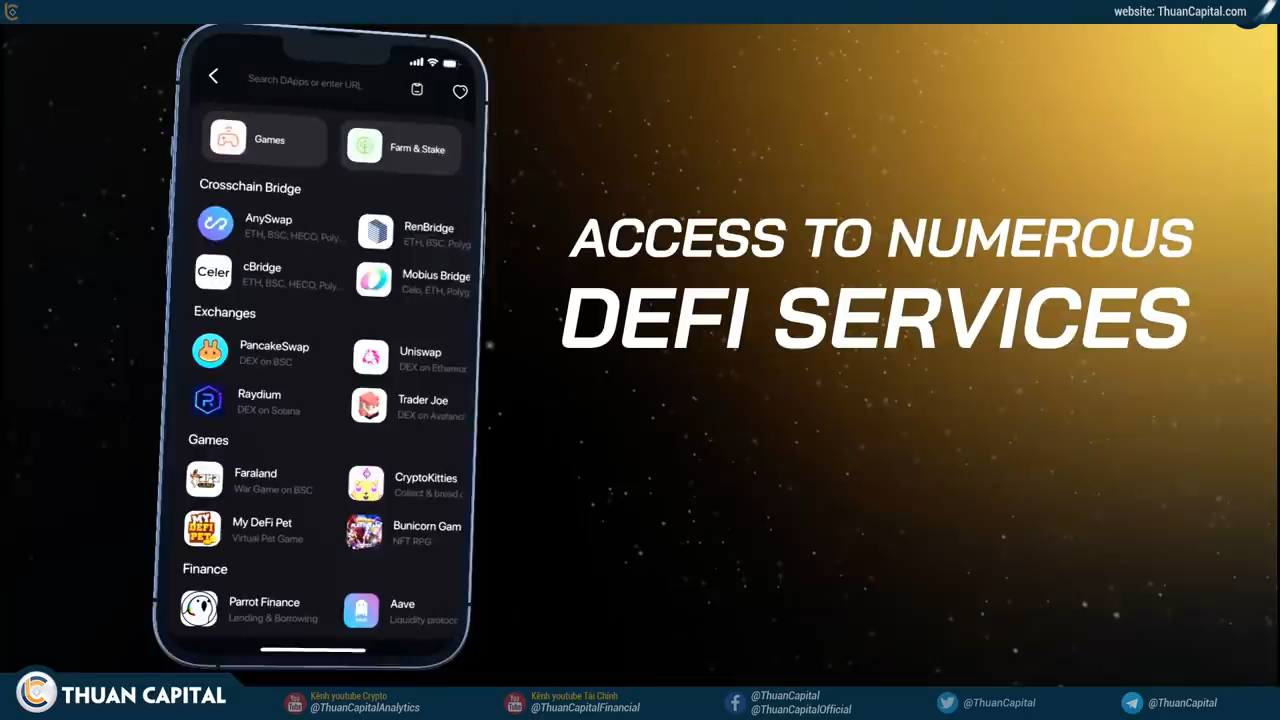 website: ThuanCapital.com
Search DApps or enter URL
Games
Farm & Stake
Crosschain Bridge
AnySwap
ETH, BSC, HECO, Poly...
RenBridge
ETH, BSC, Polyg
Celer
cBridge
ETH, BSC, HECO, Poly...
Mobius Bridge
Celo, ETH, Polyg
Exchanges
PancakeSwap
DEX on BSC
Uniswap
DEX on Ethereu
Raydium
DEX on Solana
Trader Joe
DEX on Avalanc
Games
Faraland
War Game on BSC
CryptoKitties
Collect & breed c
MY DEFI PET
My DeFi Pet
Virtual Pet Game
Bunicorn Gam
NFT RPG
Finance
Parrot Finance
Lending & Borrowing
Aave
Liquidity protoc
ACCESS TO NUMEROUS
DEFI SERVICES
THUAN CAPITAL
Kênh youtube Crypto
@ThuanCapitalAnalytics
Kênh youtube Tài Chính
@ThuanCapitalFinancial
@ThuanCapital
@ThuanCapitalOfficial
@ThuanCapital
@ThuanCapital